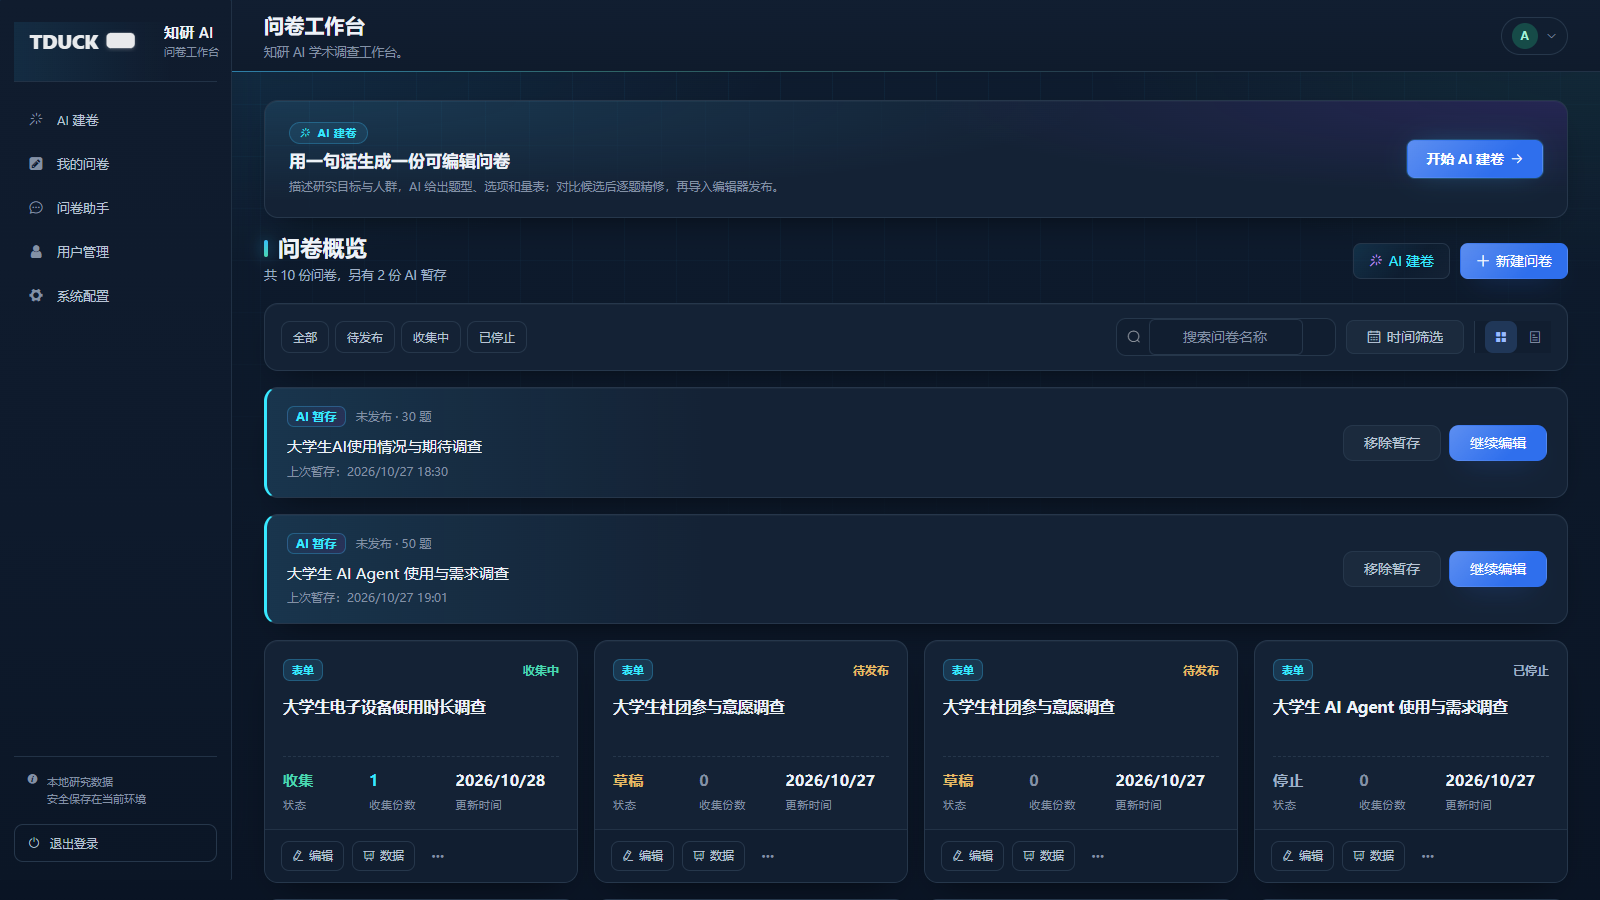 TDUCK
知研 AI
问卷工作台
AI 建卷
我的问卷
问卷助手
用户管理
系统配置
本地研究数据
安全保存在当前环境
退出登录
问卷工作台
知研 AI 学术调查工作台。
A
AI 建卷
用一句话生成一份可编辑问卷
描述研究目标与人群，AI 给出题型、选项和量表；对比候选后逐题精修，再导入编辑器发布。
开始 AI 建卷 →
问卷概览
共 10 份问卷，另有 2 份 AI 暂存
AI 建卷
新建问卷
全部 待发布 收集中 已停止
搜索问卷名称
时间筛选
AI 暂存 未发布 · 30 题
大学生AI使用情况与期待调查
上次暂存：2026/10/27 18:30
移除暂存 继续编辑
AI 暂存 未发布 · 50 题
大学生 AI Agent 使用与需求调查
上次暂存：2026/10/27 19:01
移除暂存 继续编辑
表单 收集中
大学生电子设备使用时长调查
收集 1 2026/10/28
状态 收集份数 更新时间
编辑 数据 ···
表单 待发布
大学生社团参与意愿调查
草稿 0 2026/10/27
状态 收集份数 更新时间
编辑 数据 ···
表单 待发布
大学生社团参与意愿调查
草稿 0 2026/10/27
状态 收集份数 更新时间
编辑 数据 ···
表单 已停止
大学生 AI Agent 使用与需求调查
停止 0 2026/10/27
状态 收集份数 更新时间
编辑 数据 ···